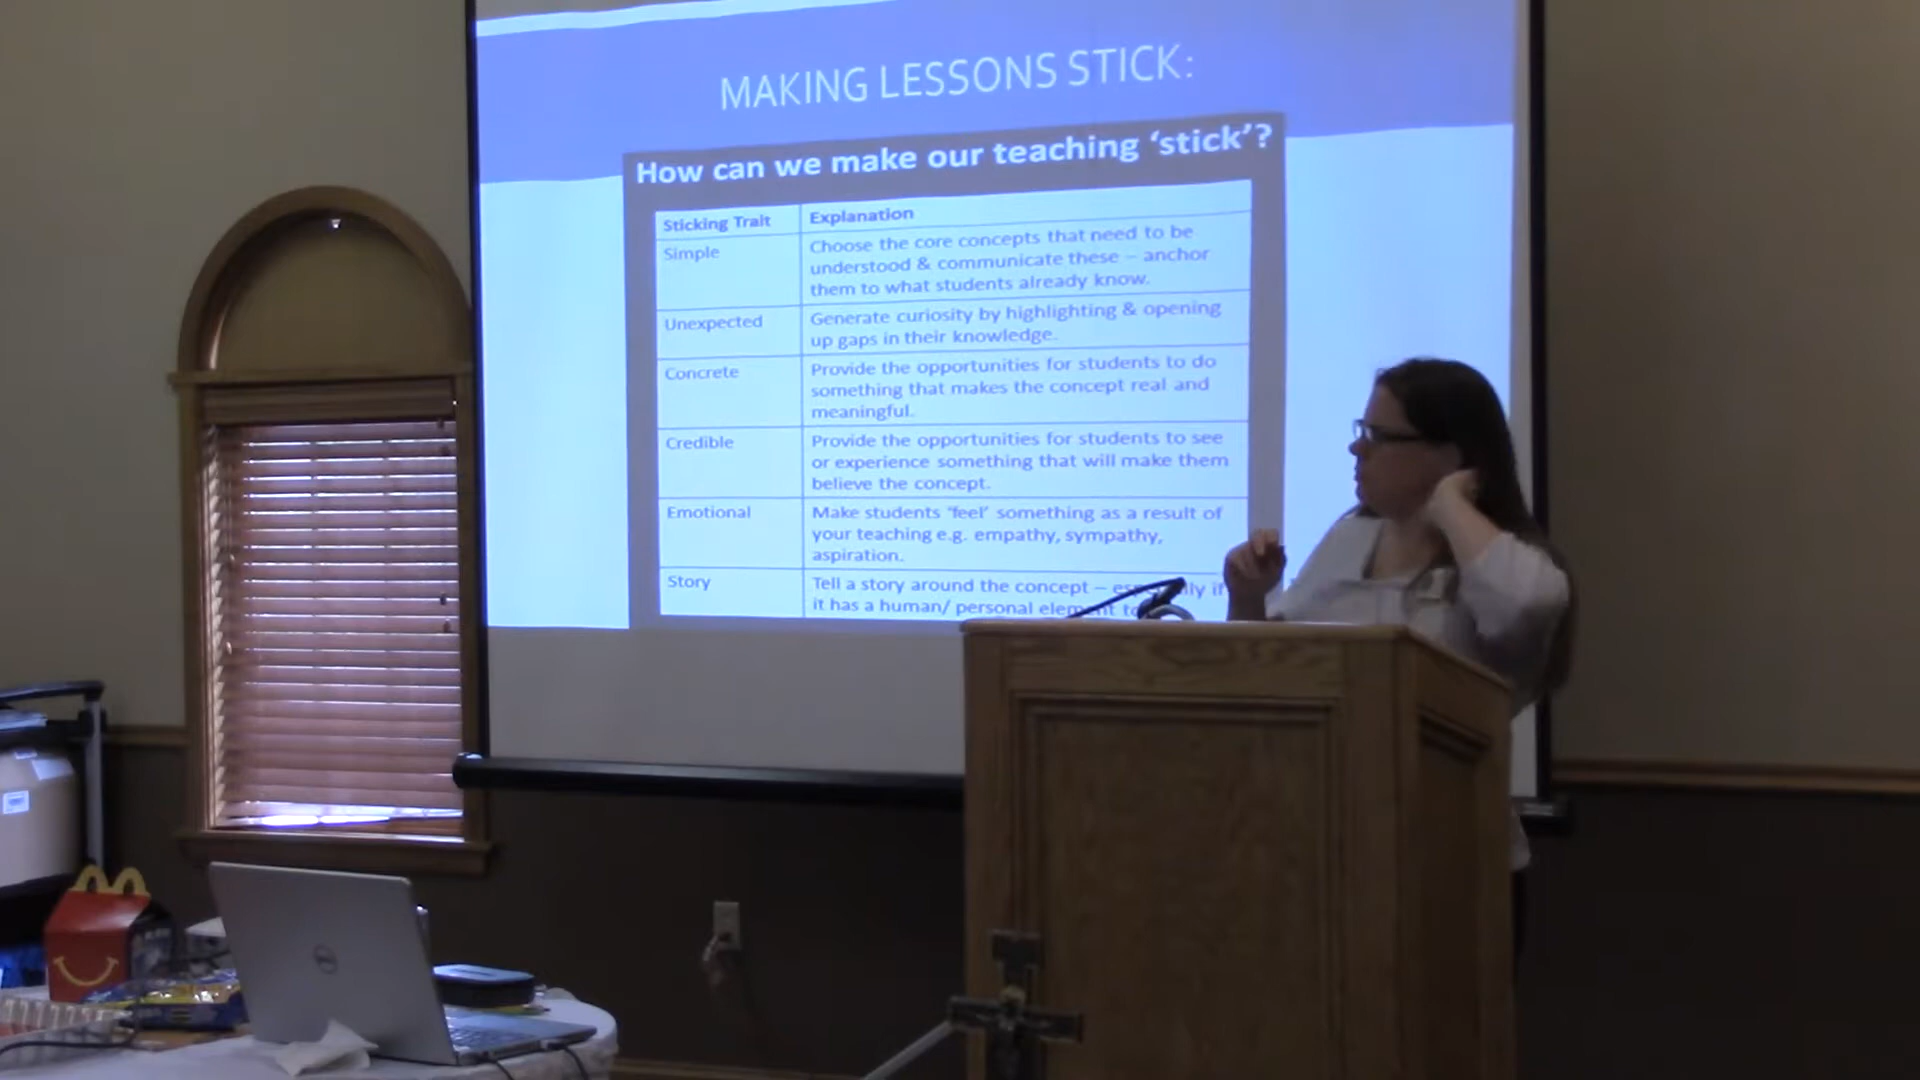 MAKING LESSONS STICK:
How can we make our teaching ‘stick’?
Sticking Trait
Explanation
Simple
Choose the core concepts that need to be
understood & communicate these – anchor
them to what students already know.
Unexpected
Generate curiosity by highlighting & opening
up gaps in their knowledge.
Concrete
Provide the opportunities for students to do
something that makes the concept real and
meaningful.
Credible
Provide the opportunities for students to see
or experience something that will make them
believe the concept.
Emotional
Make students ‘feel’ something as a result of
your teaching e.g. empathy, sympathy,
aspiration.
Story
Tell a story around the concept – especially if
it has a human/ personal element to
DELL